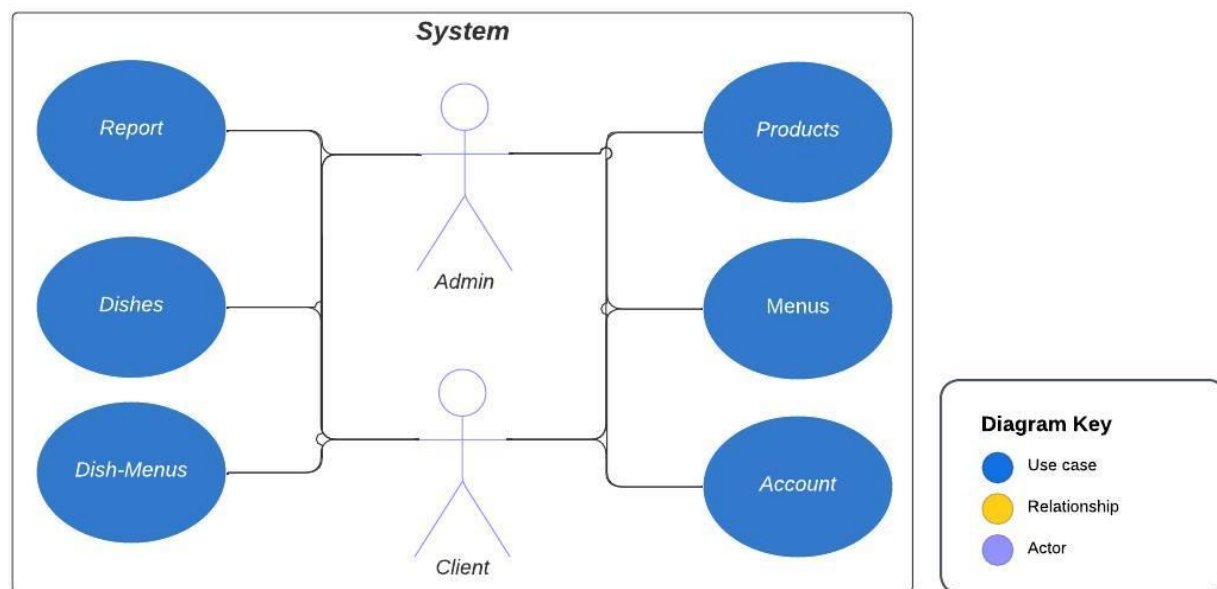 System
Report
Products
Admin
Dishes
Menus
Client
Dish-Menus
Account
Diagram Key
Use case
Relationship
Actor